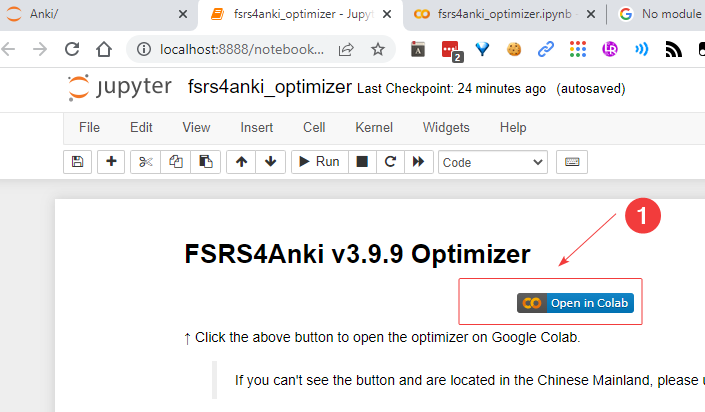 Anki/
fsrs4anki_optimizer - Jupyt
fsrs4anki_optimizer.ipynb -
No module
localhost:8888/notebook...
2
LR
jupyter fsrs4anki_optimizer Last Checkpoint: 24 minutes ago (autosaved)
File Edit View Insert Cell Kernel Widgets Help
Run
Code
1
FSRS4Anki v3.9.9 Optimizer
Open in Colab
↑ Click the above button to open the optimizer on Google Colab.
If you can't see the button and are located in the Chinese Mainland, please u